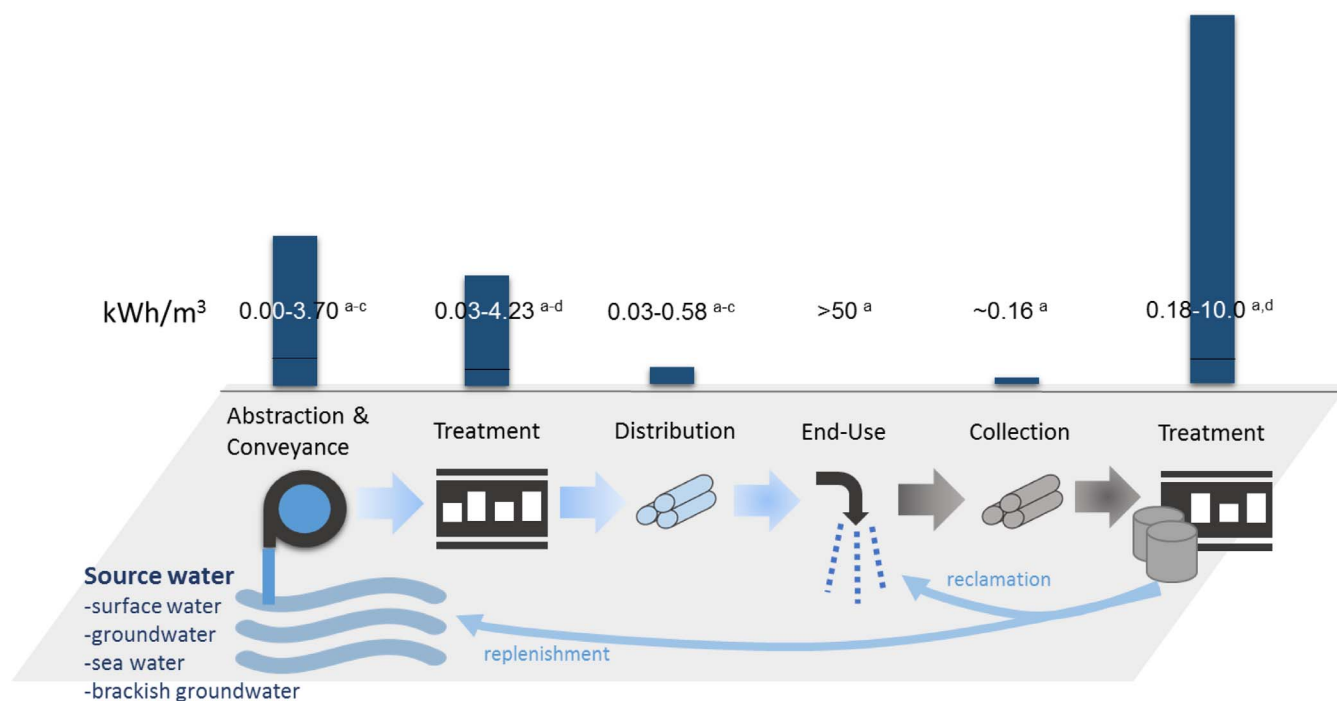 kWh/m³ 0.00-3.70 a-c 0.03-4.23 a-d 0.03-0.58 a-c >50 a ~0.16 a 0.18-10.0 a,d
Abstraction &
Conveyance
Treatment
Distribution
End-Use
Collection
Treatment
Source water
-surface water
-groundwater
-sea water
-brackish groundwater
reclamation
replenishment